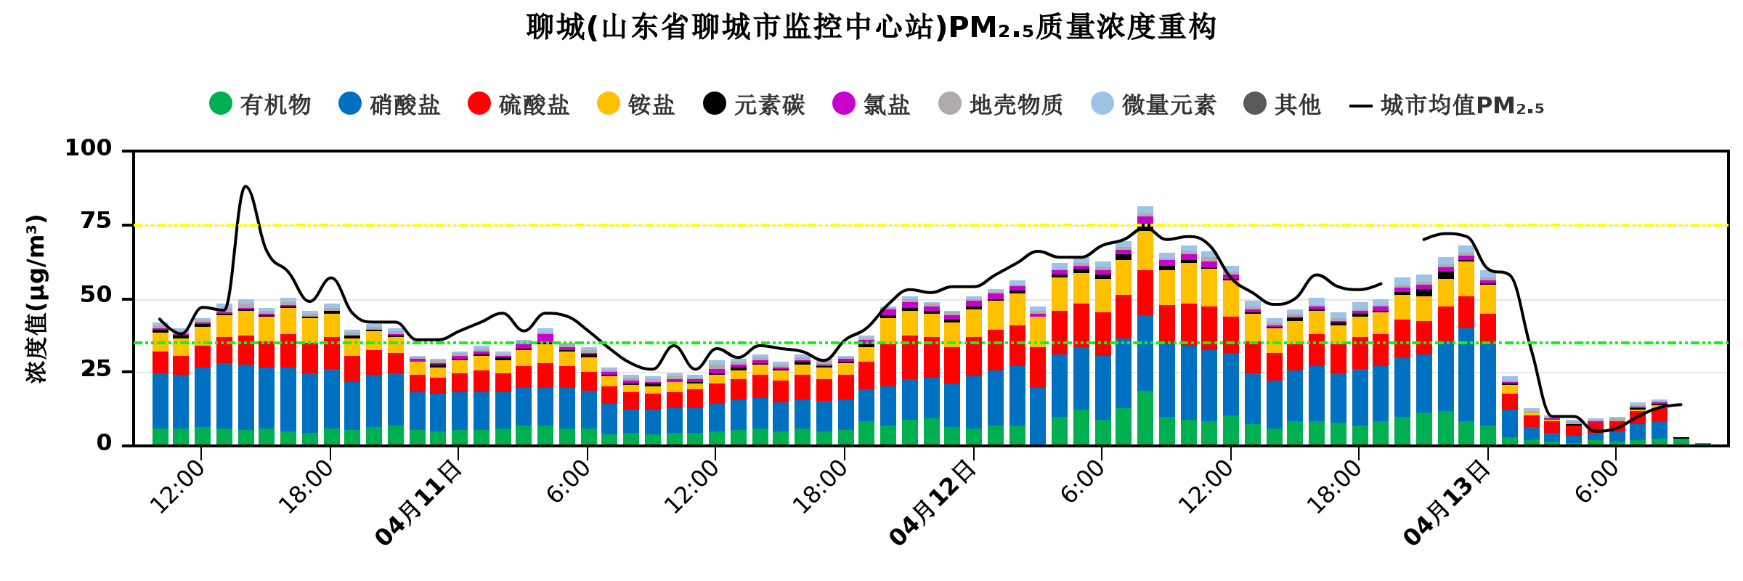 聊城(山东省聊城市监控中心站)PM₂.₅质量浓度重构
有机物 硝酸盐 硫酸盐 铵盐 元素碳 氯盐 地壳物质 微量元素 其他 城市均值PM₂.₅
浓度值(μg/m³)
100
75
50
25
0
12:00 18:00 04月11日 6:00 12:00 18:00 04月12日 6:00 12:00 18:00 04月13日 6:00